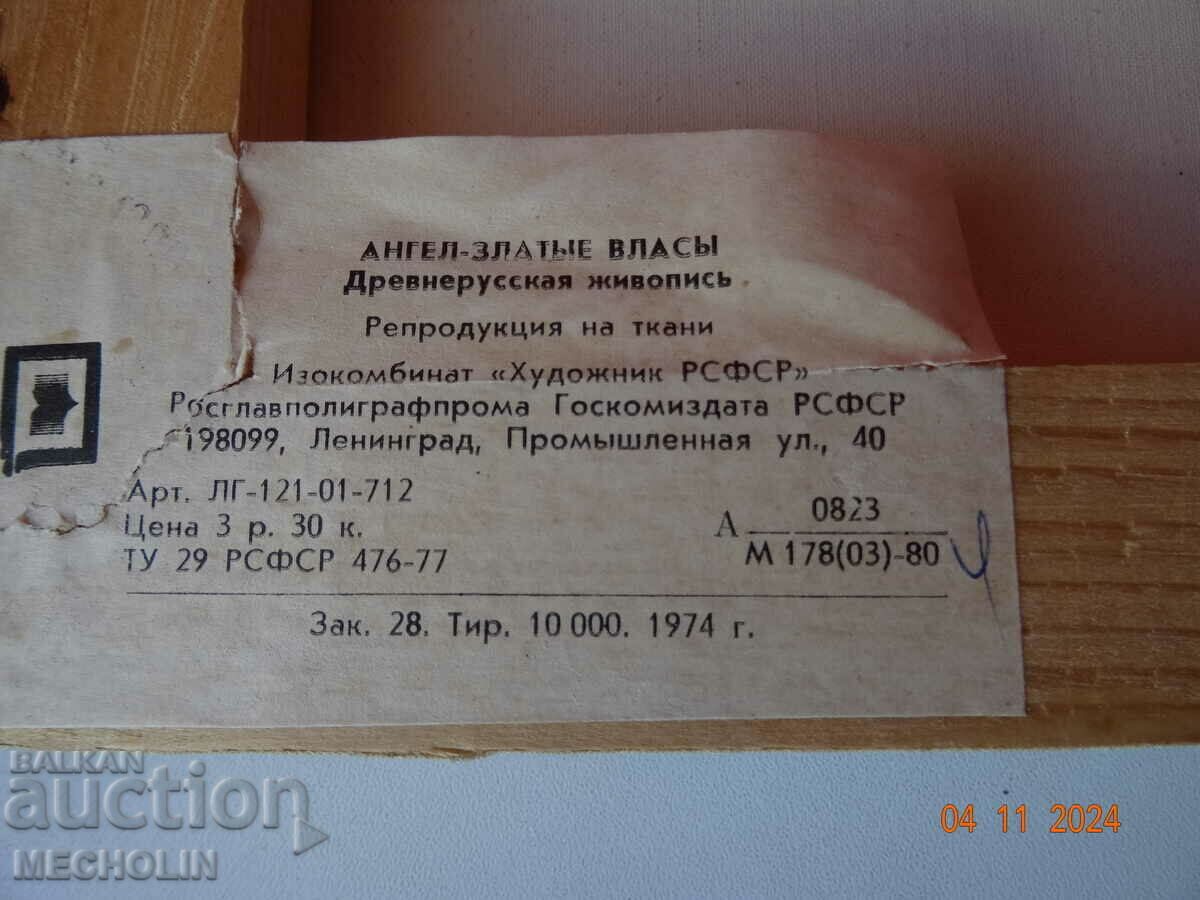 АНГЕЛ-ЗЛАТЫЕ ВЛАСЫ
Древнерусская живопись
Репродукция на ткани
Изокомбинат «Художник РСФСР»
Росглавполиграфпрома Госкомиздата РСФСР
198099, Ленинград, Промышленная ул., 40
Арт. ЛГ-121-01-712
Цена 3 р. 30 к.
ТУ 29 РСФСР 476-77
А 0823
М 178(03)-80
Зак. 28. Тир. 10 000. 1974 г.
BALKAN
auction
MECHOLIN
04 11 2024